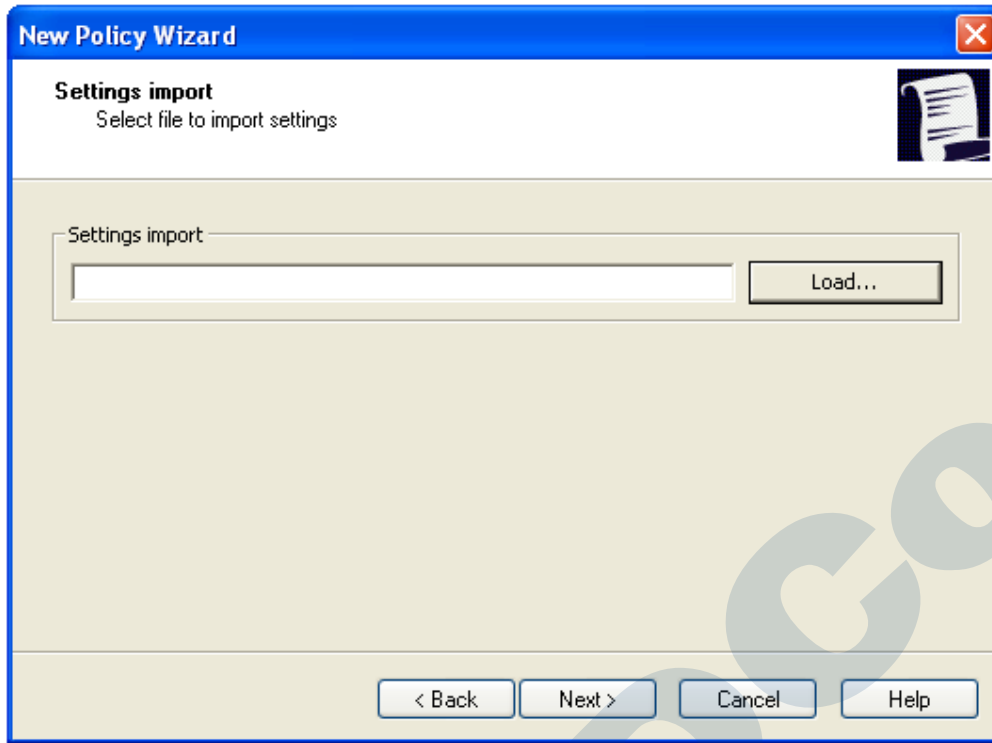 New Policy Wizard
Settings import
Select file to import settings
Settings import
Load...
< Back Next > Cancel Help